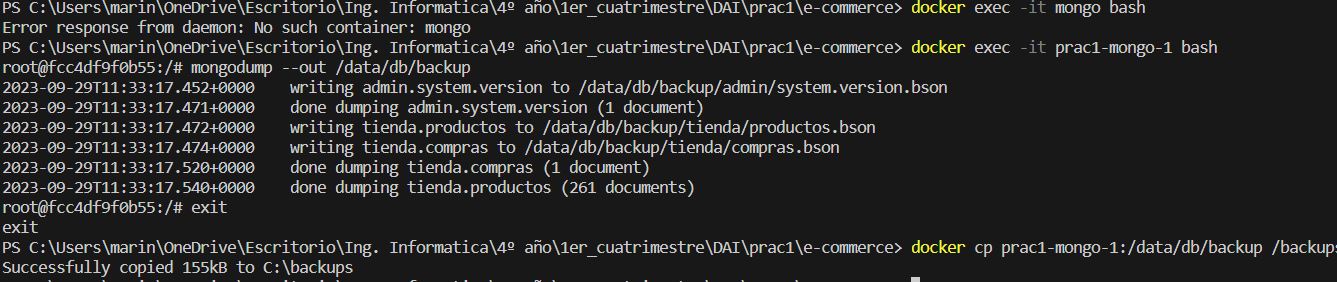 PS C:\Users\marin\OneDrive\Escritorio\Ing. Informatica\4º año\1er_cuatrimestre\DAI\prac1\e-commerce> docker exec -it mongo bash
Error response from daemon: No such container: mongo
PS C:\Users\marin\OneDrive\Escritorio\Ing. Informatica\4º año\1er_cuatrimestre\DAI\prac1\e-commerce> docker exec -it prac1-mongo-1 bash
root@fcc4df9f0b55:/# mongodump --out /data/db/backup
2023-09-29T11:33:17.452+0000    writing admin.system.version to /data/db/backup/admin/system.version.bson
2023-09-29T11:33:17.471+0000    done dumping admin.system.version (1 document)
2023-09-29T11:33:17.472+0000    writing tienda.productos to /data/db/backup/tienda/productos.bson
2023-09-29T11:33:17.474+0000    writing tienda.compras to /data/db/backup/tienda/compras.bson
2023-09-29T11:33:17.520+0000    done dumping tienda.compras (1 document)
2023-09-29T11:33:17.540+0000    done dumping tienda.productos (261 documents)
root@fcc4df9f0b55:/# exit
exit
PS C:\Users\marin\OneDrive\Escritorio\Ing. Informatica\4º año\1er_cuatrimestre\DAI\prac1\e-commerce> docker cp prac1-mongo-1:/data/db/backup /backups
Successfully copied 155kB to C:\backups